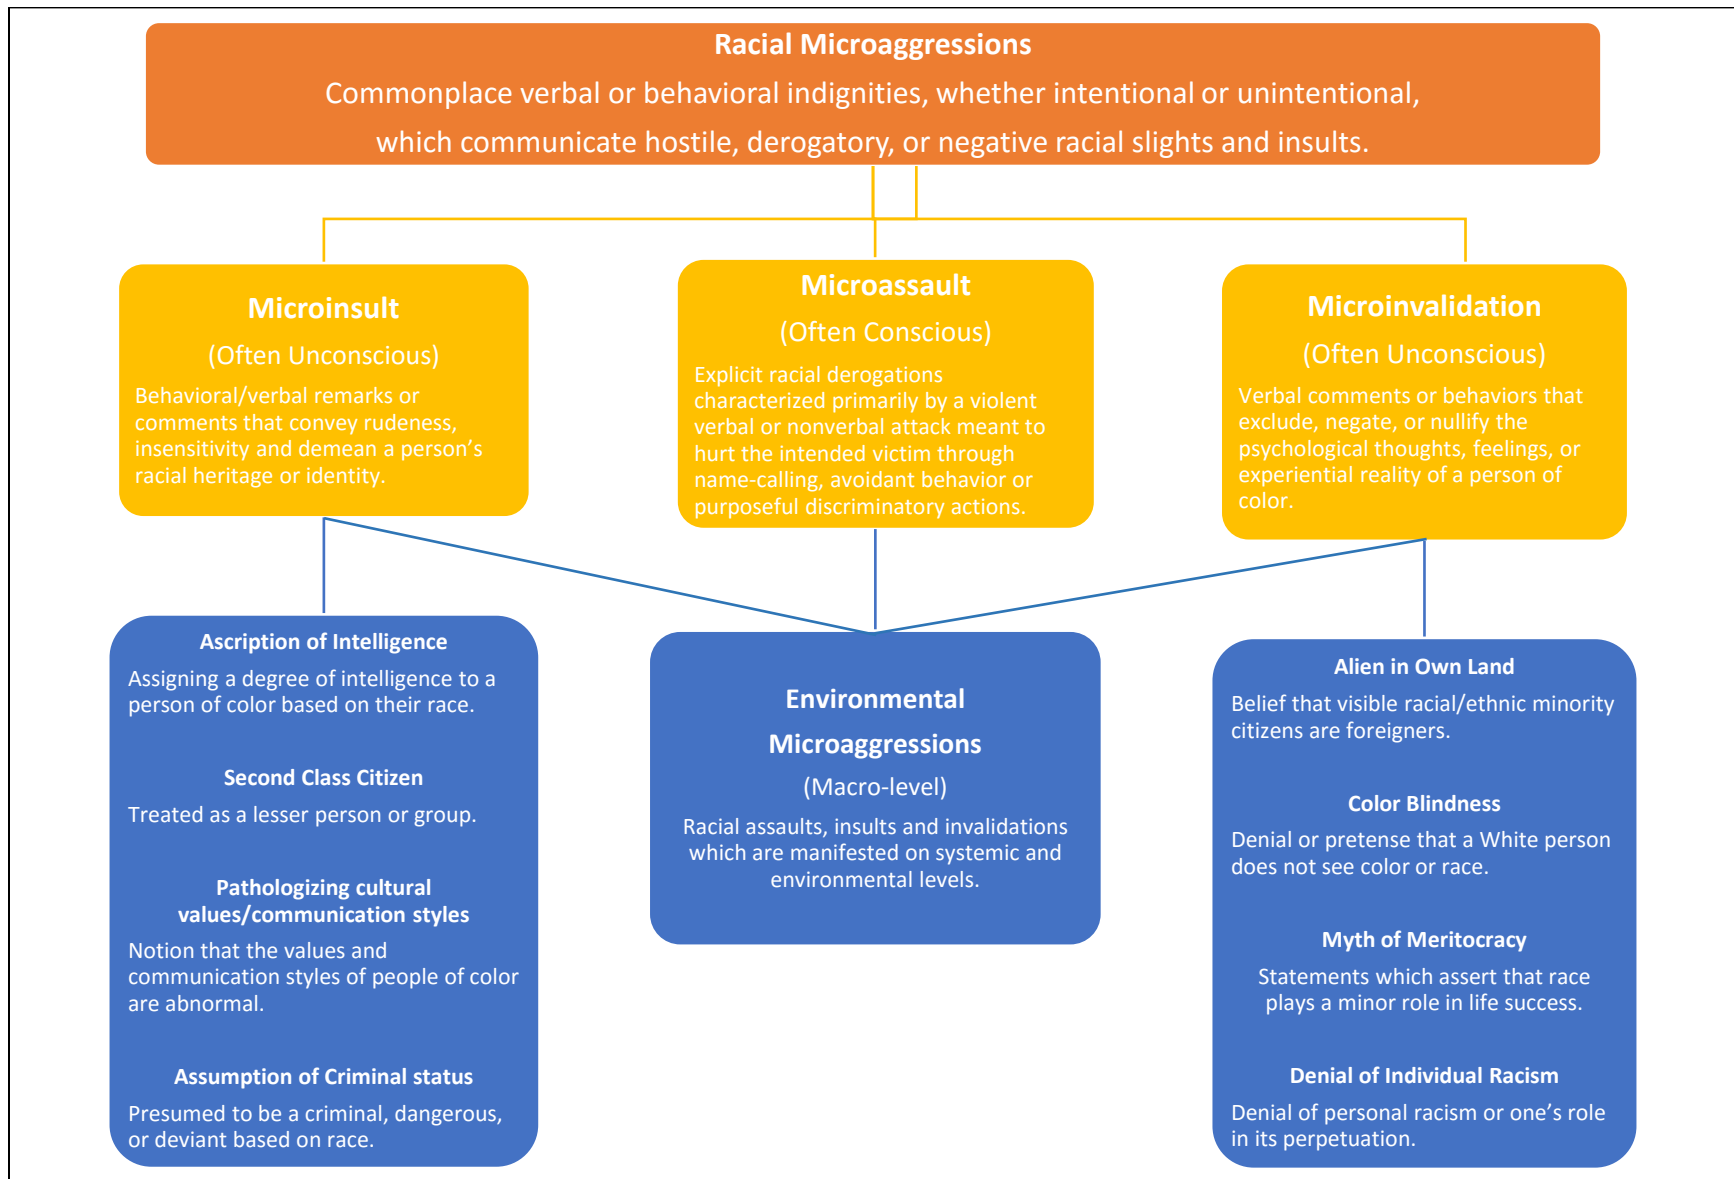 Racial Microaggressions
Commonplace verbal or behavioral indignities, whether intentional or unintentional,
which communicate hostile, derogatory, or negative racial slights and insults.
Microinsult
(Often Unconscious)
Behavioral/verbal remarks or
comments that convey rudeness,
insensitivity and demean a person’s
racial heritage or identity.
Microassault
(Often Conscious)
Explicit racial derogations
characterized primarily by a violent
verbal or nonverbal attack meant to
hurt the intended victim through
name-calling, avoidant behavior or
purposeful discriminatory actions.
Microinvalidation
(Often Unconscious)
Verbal comments or behaviors that
exclude, negate, or nullify the
psychological thoughts, feelings, or
experiential reality of a person of
color.
Ascription of Intelligence
Assigning a degree of intelligence to a
person of color based on their race.
Second Class Citizen
Treated as a lesser person or group.
Pathologizing cultural
values/communication styles
Notion that the values and
communication styles of people of color
are abnormal.
Assumption of Criminal status
Presumed to be a criminal, dangerous,
or deviant based on race.
Environmental
Microaggressions
(Macro-level)
Racial assaults, insults and invalidations
which are manifested on systemic and
environmental levels.
Alien in Own Land
Belief that visible racial/ethnic minority
citizens are foreigners.
Color Blindness
Denial or pretense that a White person
does not see color or race.
Myth of Meritocracy
Statements which assert that race
plays a minor role in life success.
Denial of Individual Racism
Denial of personal racism or one’s role
in its perpetuation.